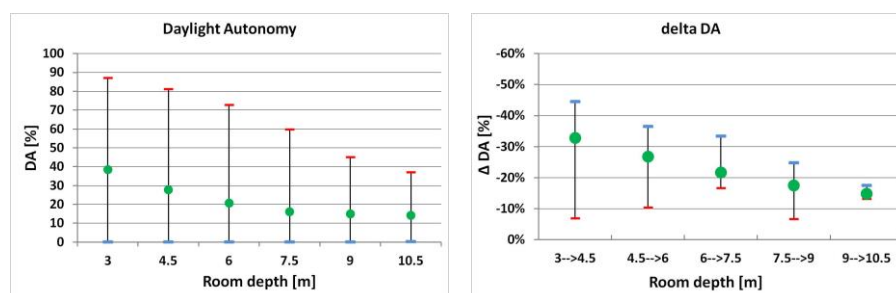 Daylight Autonomy
100
90
80
70
60
50
40
30
20
10
0
DA [%]
3 4.5 6 7.5 9 10.5
Room depth [m]
delta DA
-60%
-50%
-40%
-30%
-20%
-10%
0%
Δ DA [%]
3-->4.5 4.5-->6 6-->7.5 7.5-->9 9-->10.5
Room depth [m]